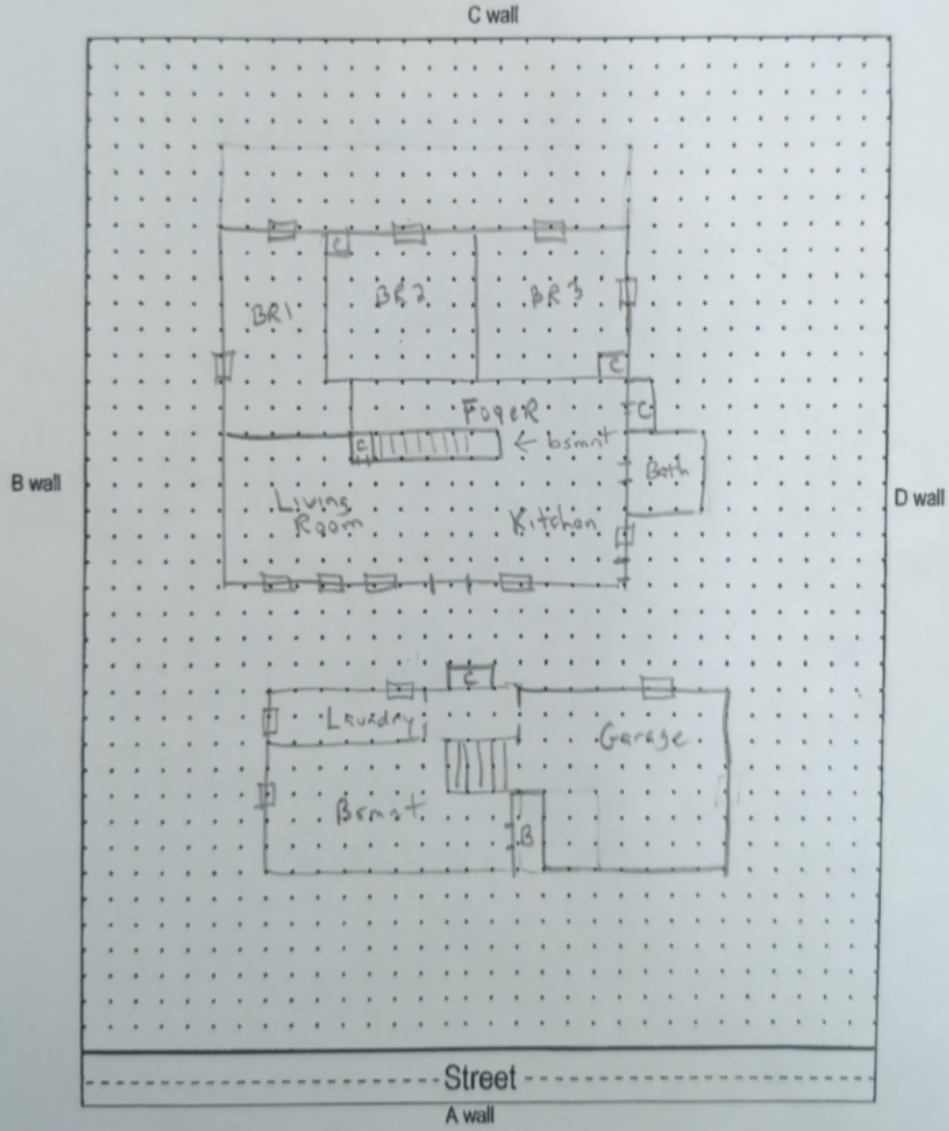 C wall
C
BR1
BR2
BR3
C
FoyeR
C
C
← bsmnt
Bath
B wall
D wall
Living
Room
Kitchen
C
Laundry
Garage
Bsmnt
B
Street
A wall